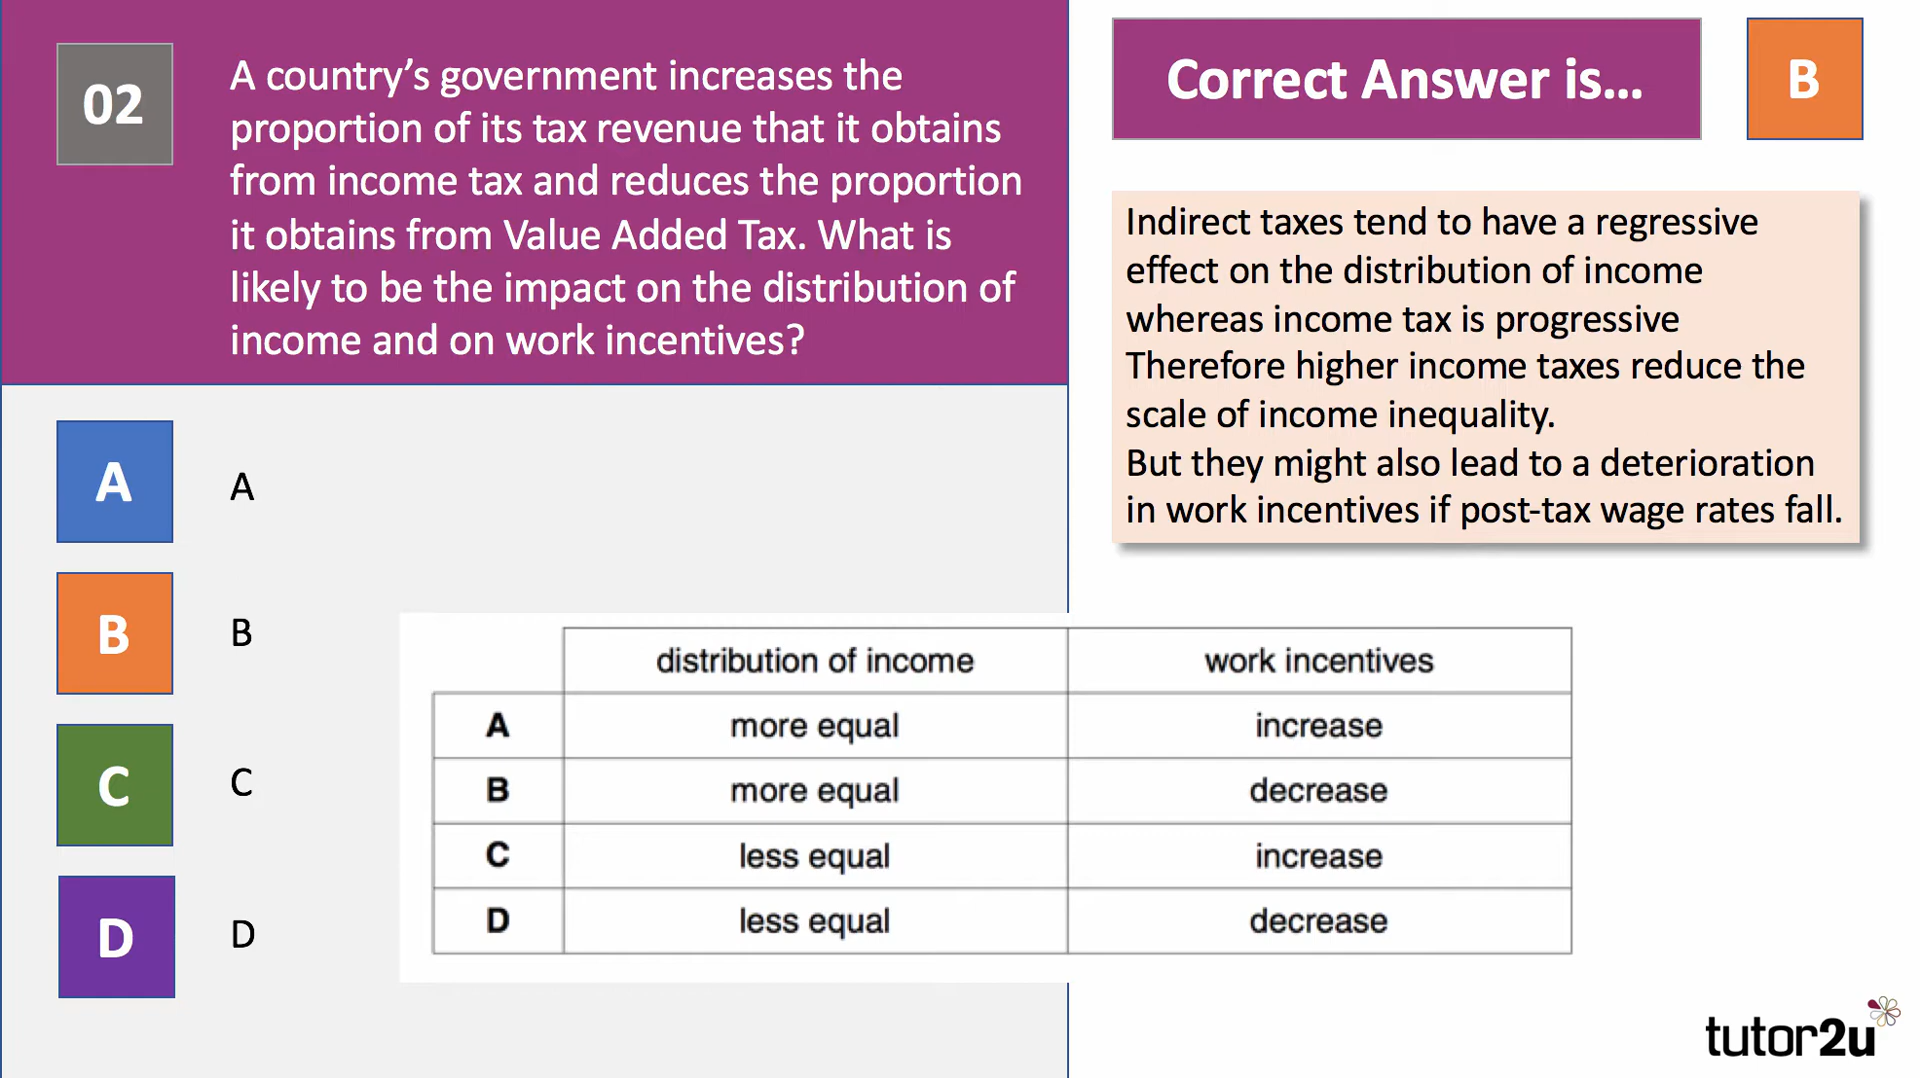 02
A country’s government increases the
proportion of its tax revenue that it obtains
from income tax and reduces the proportion
it obtains from Value Added Tax. What is
likely to be the impact on the distribution of
income and on work incentives?
Correct Answer is...
B
Indirect taxes tend to have a regressive
effect on the distribution of income
whereas income tax is progressive
Therefore higher income taxes reduce the
scale of income inequality.
But they might also lead to a deterioration
in work incentives if post-tax wage rates fall.
A A
B B
C C
D D
distribution of income work incentives
A more equal increase
B more equal decrease
C less equal increase
D less equal decrease
tutor2u